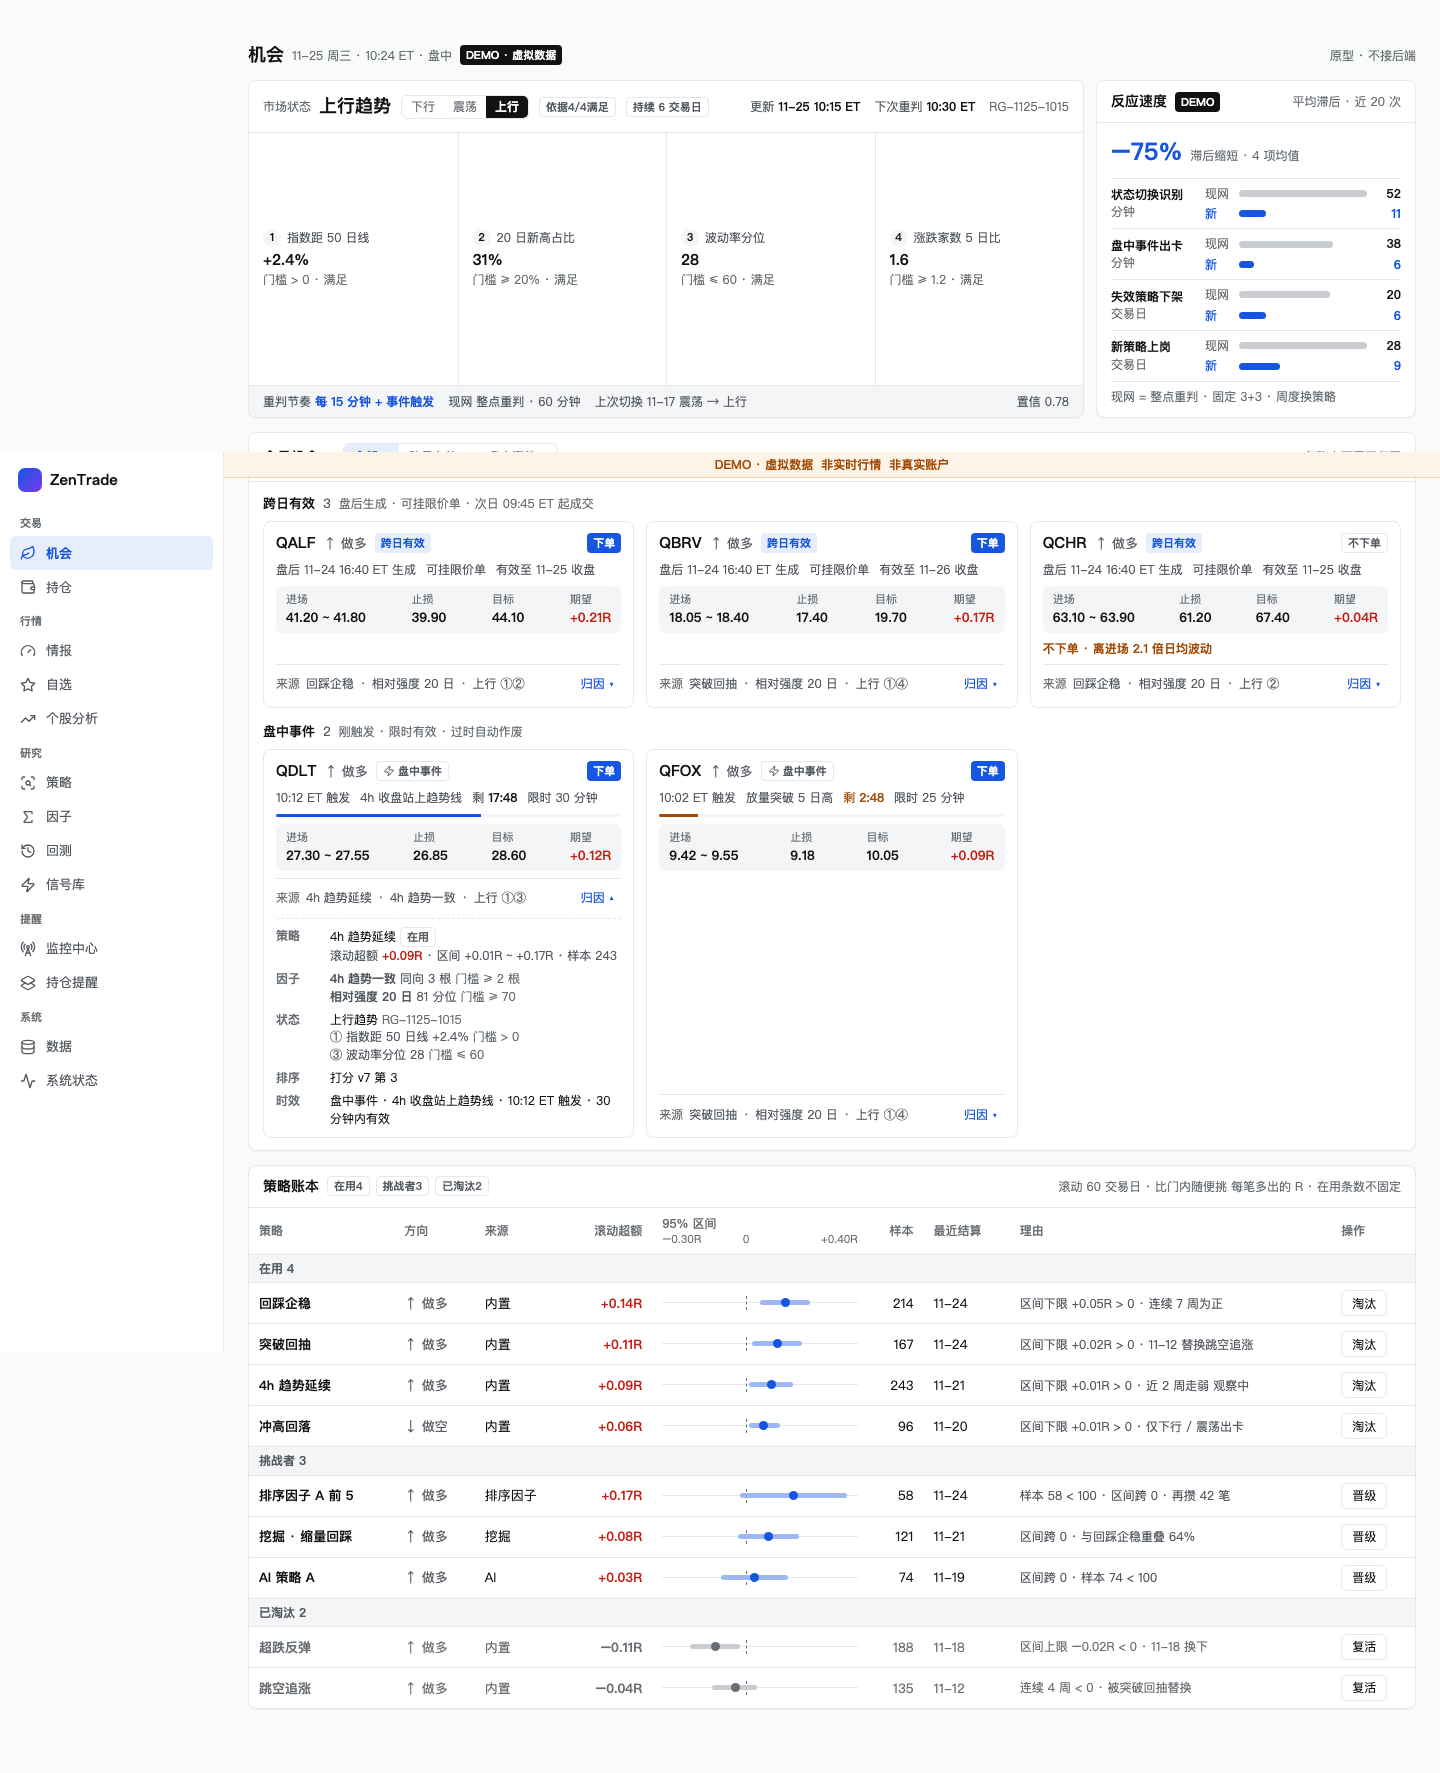 机会 11-25 周三 · 10:24 ET · 盘中 DEMO · 虚拟数据
原型 · 不接后端
市场状态 上行趋势 下行 震荡 上行 依据4/4满足 持续 6 交易日 更新 11-25 10:15 ET 下次重判 10:30 ET RG-1125-1015
1 指数距 50 日线
+2.4%
门槛 > 0 · 满足
2 20 日新高占比
31%
门槛 ≥ 20% · 满足
3 波动率分位
28
门槛 ≤ 60 · 满足
4 涨跌家数 5 日比
1.6
门槛 ≥ 1.2 · 满足
重判节奏 每 15 分钟 + 事件触发 现网 整点重判 · 60 分钟 上次切换 11-17 震荡 → 上行 置信 0.78
反应速度 DEMO 平均滞后 · 近 20 次
−75% 滞后缩短 · 4 项均值
状态切换识别 现网 52
分钟 新 11
盘中事件出卡 现网 38
分钟 新 6
失效策略下架 现网 20
交易日 新 6
新策略上岗 现网 28
交易日 新 9
现网 = 整点重判 · 固定 3+3 · 周度换策略
DEMO · 虚拟数据 非实时行情 非真实账户
ZenTrade
交易
机会
持仓
行情
情报
自选
个股分析
研究
策略
因子
回测
信号库
提醒
监控中心
持仓提醒
系统
数据
系统状态
跨日有效 3 盘后生成 · 可挂限价单 · 次日 09:45 ET 起成交
QALF ↑ 做多 跨日有效 下单
盘后 11-24 16:40 ET 生成 可挂限价单 有效至 11-25 收盘
进场 止损 目标 期望
41.20 ~ 41.80 39.90 44.10 +0.21R
来源 回踩企稳 · 相对强度 20 日 · 上行 ①② 归因 ▾
QBRV ↑ 做多 跨日有效 下单
盘后 11-24 16:40 ET 生成 可挂限价单 有效至 11-26 收盘
进场 止损 目标 期望
18.05 ~ 18.40 17.40 19.70 +0.17R
来源 突破回抽 · 相对强度 20 日 · 上行 ①④ 归因 ▾
QCHR ↑ 做多 跨日有效 不下单
盘后 11-24 16:40 ET 生成 可挂限价单 有效至 11-25 收盘
进场 止损 目标 期望
63.10 ~ 63.90 61.20 67.40 +0.04R
不下单 · 离进场 2.1 倍日均波动
来源 回踩企稳 · 相对强度 20 日 · 上行 ② 归因 ▾
盘中事件 2 刚触发 · 限时有效 · 过时自动作废
QDLT ↑ 做多 盘中事件 下单
10:12 ET 触发 4h 收盘站上趋势线 剩 17:48 限时 30 分钟
进场 止损 目标 期望
27.30 ~ 27.55 26.85 28.60 +0.12R
来源 4h 趋势延续 · 4h 趋势一致 · 上行 ①③ 归因 ▴
策略 4h 趋势延续 在用
滚动超额 +0.09R · 区间 +0.01R ~ +0.17R · 样本 243
因子 4h 趋势一致 同向 3 根 门槛 ≥ 2 根
相对强度 20 日 81 分位 门槛 ≥ 70
状态 上行趋势 RG-1125-1015
① 指数距 50 日线 +2.4% 门槛 > 0
③ 波动率分位 28 门槛 ≤ 60
排序 打分 v7 第 3
时效 盘中事件 · 4h 收盘站上趋势线 · 10:12 ET 触发 · 30
分钟内有效
QFOX ↑ 做多 盘中事件 下单
10:02 ET 触发 放量突破 5 日高 剩 2:48 限时 25 分钟
进场 止损 目标 期望
9.42 ~ 9.55 9.18 10.05 +0.09R
来源 突破回抽 · 相对强度 20 日 · 上行 ①④ 归因 ▾
策略账本 在用4 挑战者3 已淘汰2 滚动 60 交易日 · 比门内随便挑 每笔多出的 R · 在用条数不固定
策略 方向 来源 滚动超额 95% 区间 样本 最近结算 理由 操作
−0.30R 0 +0.40R
在用 4
回踩企稳 ↑ 做多 内置 +0.14R 214 11-24 区间下限 +0.05R > 0 · 连续 7 周为正 淘汰
突破回抽 ↑ 做多 内置 +0.11R 167 11-24 区间下限 +0.02R > 0 · 11-12 替换跳空追涨 淘汰
4h 趋势延续 ↑ 做多 内置 +0.09R 243 11-21 区间下限 +0.01R > 0 · 近 2 周走弱 观察中 淘汰
冲高回落 ↓ 做空 内置 +0.06R 96 11-20 区间下限 +0.01R > 0 · 仅下行 / 震荡出卡 淘汰
挑战者 3
排序因子 A 前 5 ↑ 做多 排序因子 +0.17R 58 11-24 样本 58 < 100 · 区间跨 0 · 再攒 42 笔 晋级
挖掘 · 缩量回踩 ↑ 做多 挖掘 +0.08R 121 11-21 区间跨 0 · 与回踩企稳重叠 64% 晋级
AI 策略 A ↑ 做多 AI +0.03R 74 11-19 区间跨 0 · 样本 74 < 100 晋级
已淘汰 2
超跌反弹 ↑ 做多 内置 −0.11R 188 11-18 区间上限 −0.02R < 0 · 11-18 换下 复活
跳空追涨 ↑ 做多 内置 −0.04R 135 11-12 连续 4 周 < 0 · 被突破回抽替换 复活